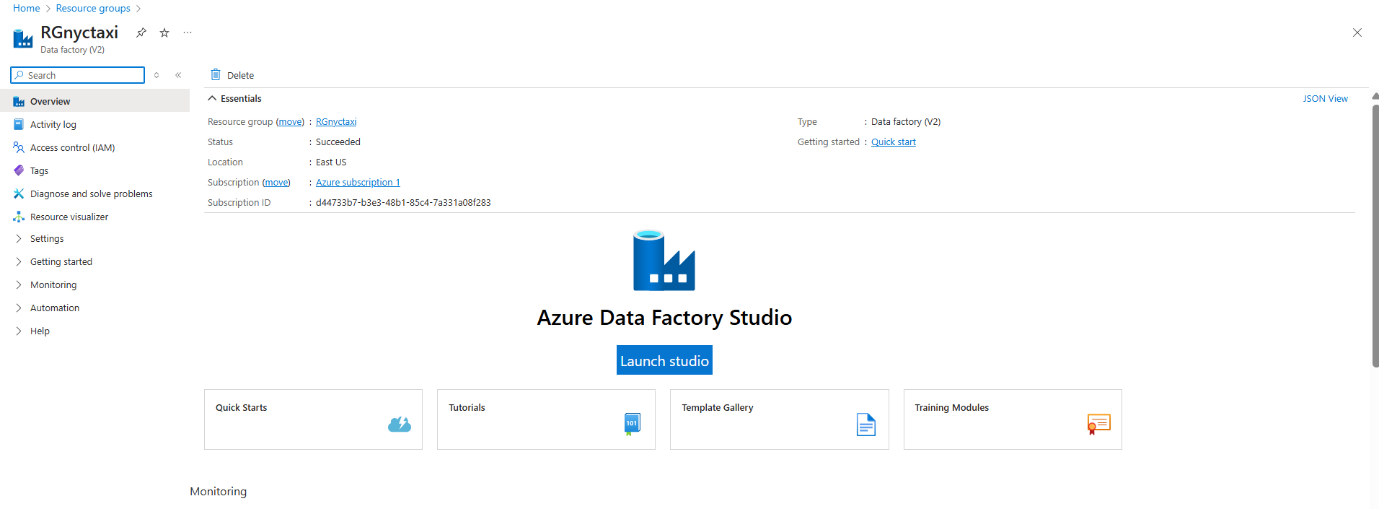 Home > Resource groups >
RGnyctaxi
Data factory (V2)
Search
Overview
Activity log
Access control (IAM)
Tags
Diagnose and solve problems
Resource visualizer
Settings
Getting started
Monitoring
Automation
Help
Delete
Essentials
JSON View
Resource group (move) : RGnyctaxi
Status : Succeeded
Location : East US
Subscription (move) : Azure subscription 1
Subscription ID : d44733b7-b3e3-48b1-85c4-7a331a08f283
Type : Data factory (V2)
Getting started : Quick start
Azure Data Factory Studio
Launch studio
Quick Starts
Tutorials
101
Template Gallery
Training Modules
Monitoring